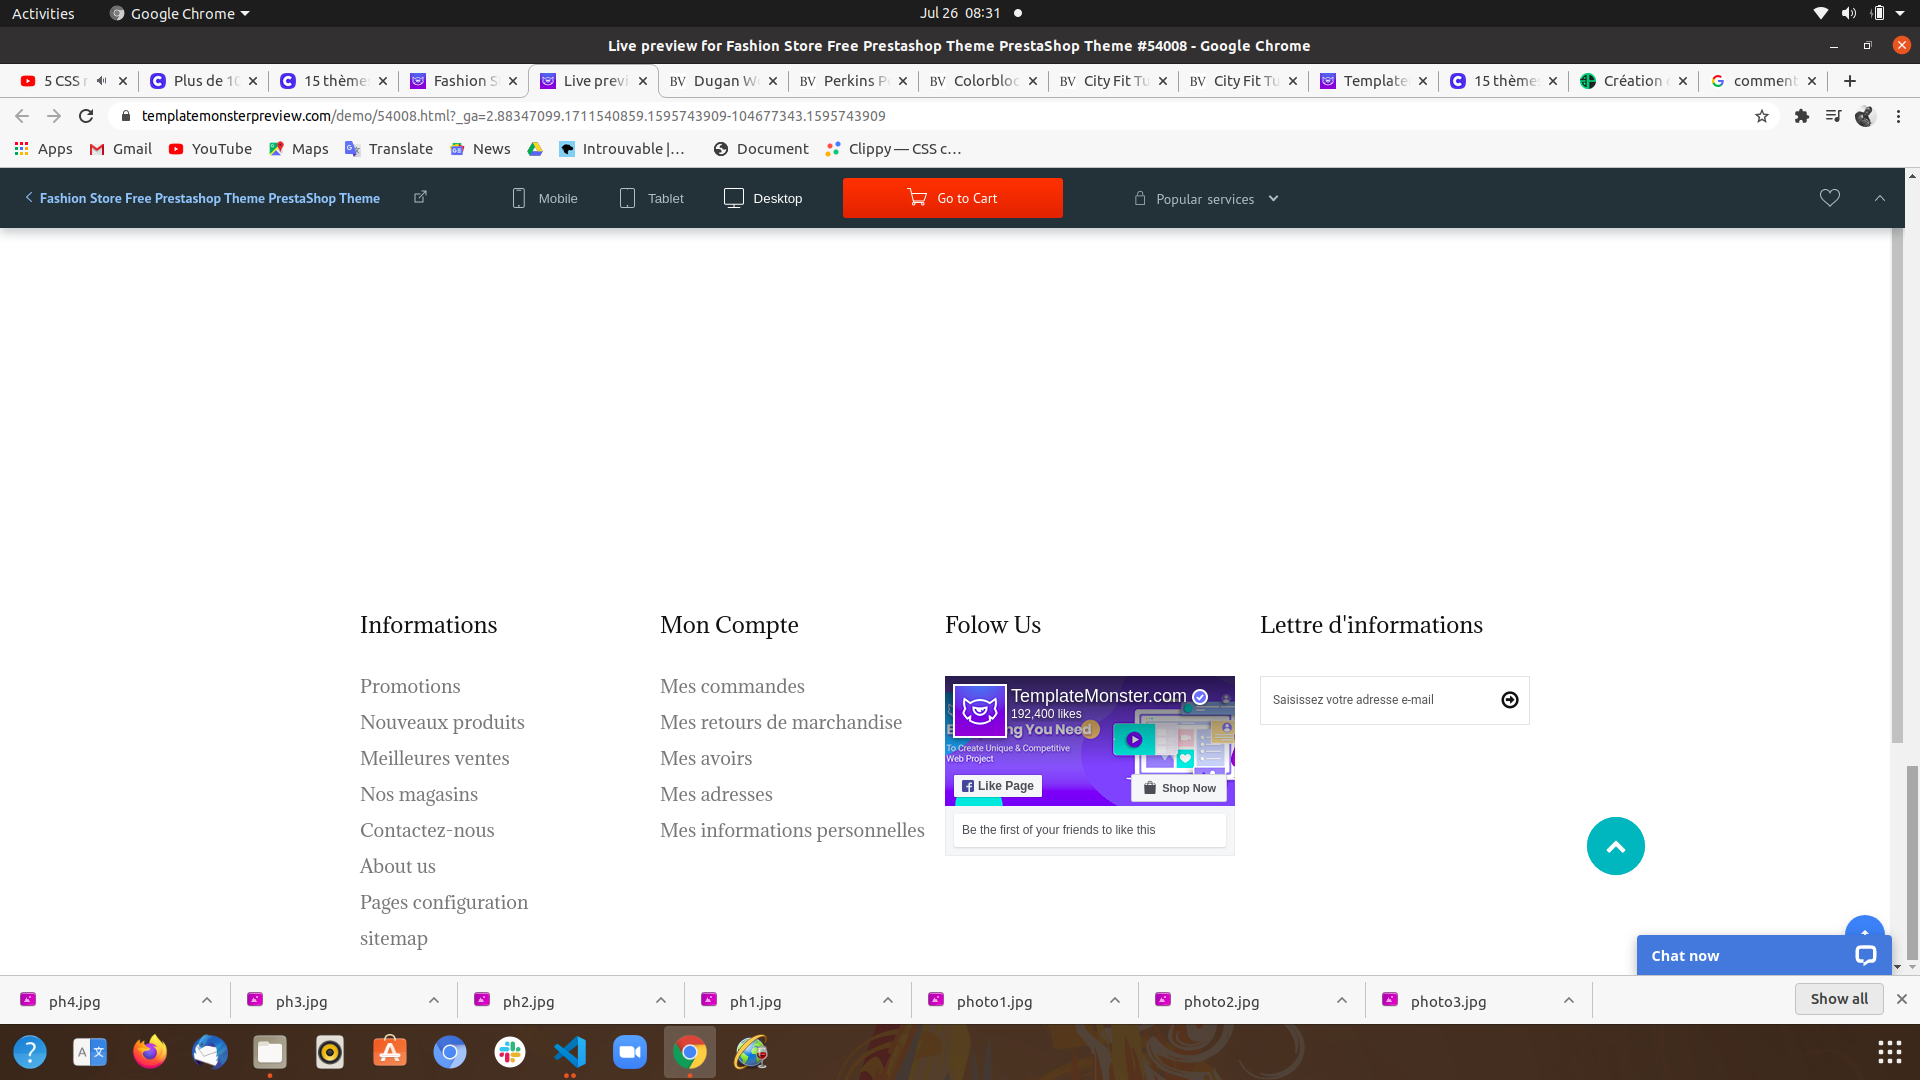 Activities
Google Chrome
Jul 26 08:31
Live preview for Fashion Store Free Prestashop Theme PrestaShop Theme #54008 - Google Chrome
5 CSS
Plus de 10
15 thème
Fashion S
Live previ
BV Dugan W
BV Perkins P
BV Colorbloc
BV City Fit Tu
BV City Fit Tu
Template
15 thème
Création
comment
templatemonsterpreview.com/demo/54008.html?_ga=2.88347099.1711540859.1595743909-104677343.1595743909
Apps
Gmail
YouTube
Maps
Translate
News
Introuvable |...
Document
Clippy — CSS c...
Fashion Store Free Prestashop Theme PrestaShop Theme
Mobile
Tablet
Desktop
Go to Cart
Popular services
Informations
Promotions
Nouveaux produits
Meilleures ventes
Nos magasins
Contactez-nous
About us
Pages configuration
sitemap
Mon Compte
Mes commandes
Mes retours de marchandise
Mes avoirs
Mes adresses
Mes informations personnelles
Folow Us
TemplateMonster.com
192,400 likes
ng You Need
To Create Unique & Competitive
Web Project
Like Page
Shop Now
Be the first of your friends to like this
Lettre d'informations
Saisissez votre adresse e-mail
Chat now
ph4.jpg
ph3.jpg
ph2.jpg
ph1.jpg
photo1.jpg
photo2.jpg
photo3.jpg
Show all